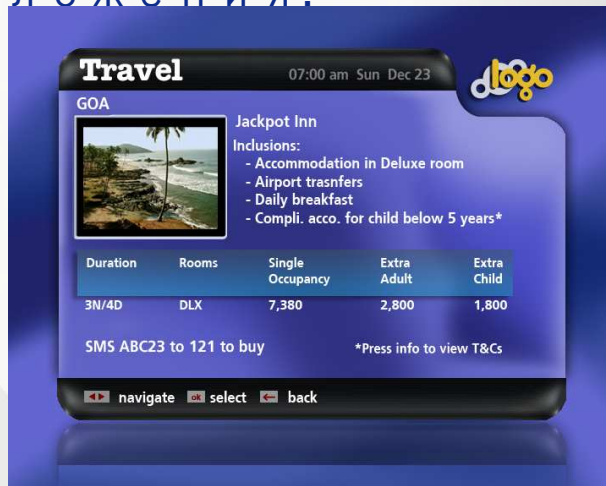 ложения.
Travel
07:00 am Sun Dec 23
logo
GOA
Jackpot Inn
Inclusions:
- Accommodation in Deluxe room
- Airport trasnfers
- Daily breakfast
- Compli. acco. for child below 5 years*
Duration Rooms Single Occupancy Extra Adult Extra Child
3N/4D DLX 7,380 2,800 1,800
SMS ABC23 to 121 to buy
*Press info to view T&Cs
navigate ok select back